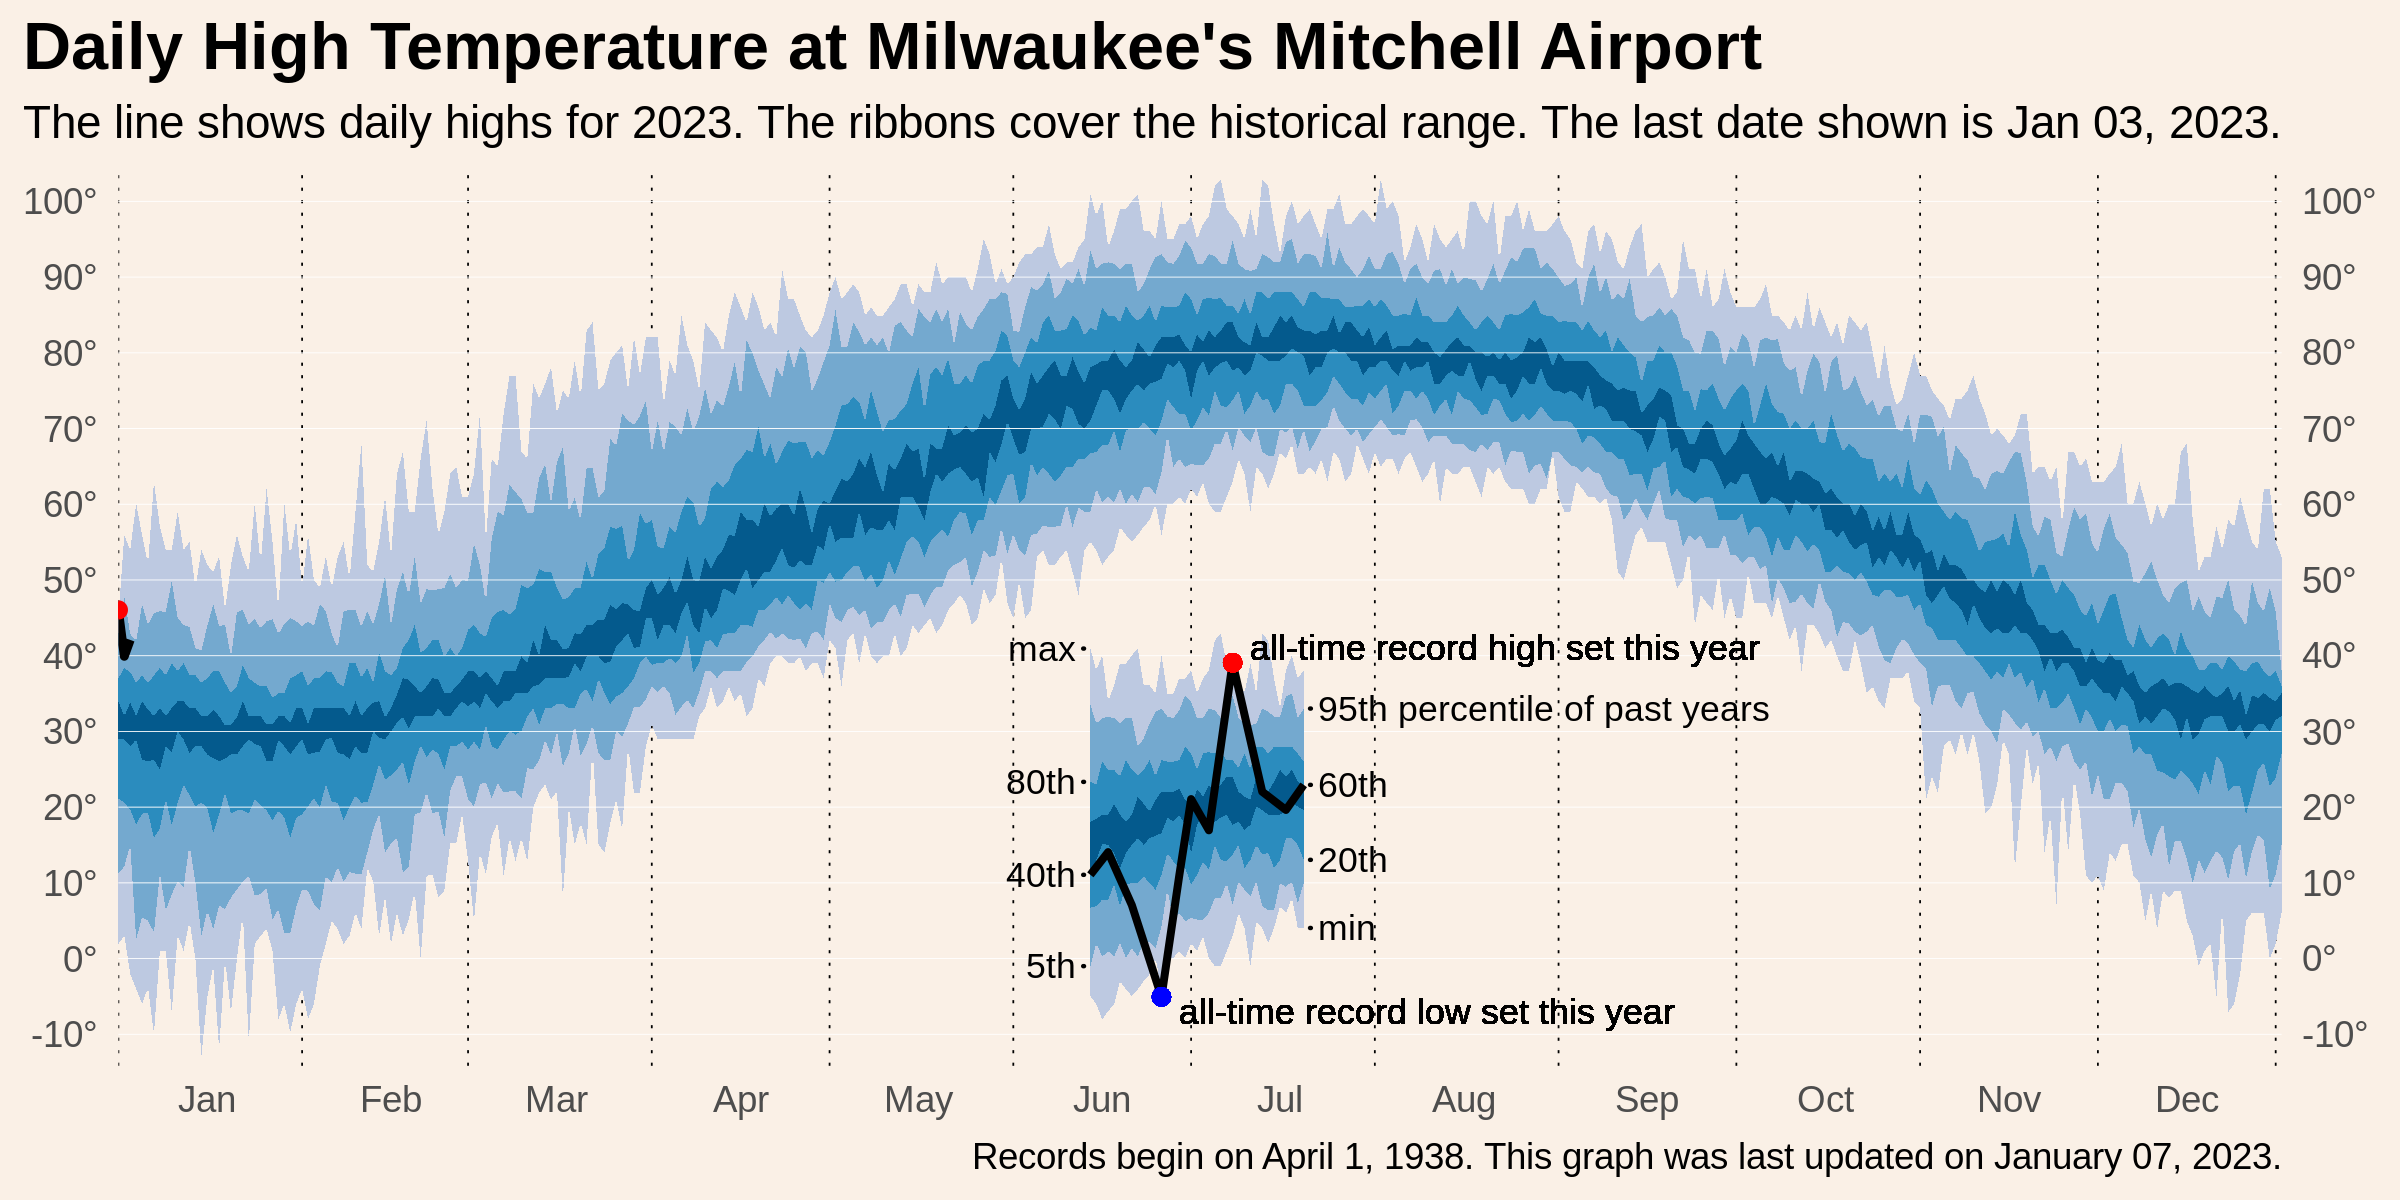 Daily High Temperature at Milwaukee's Mitchell Airport
The line shows daily highs for 2023. The ribbons cover the historical range. The last date shown is Jan 03, 2023.
100° 100°
90° 90°
80° 80°
70° 70°
60° 60°
50° 50°
40° 40°
30° 30°
20° 20°
10° 10°
0° 0°
-10° -10°
max all-time record high set this year
95th percentile of past years
80th 60th
40th 20th
min
5th
all-time record low set this year
Jan Feb Mar Apr May Jun Jul Aug Sep Oct Nov Dec
Records begin on April 1, 1938. This graph was last updated on January 07, 2023.